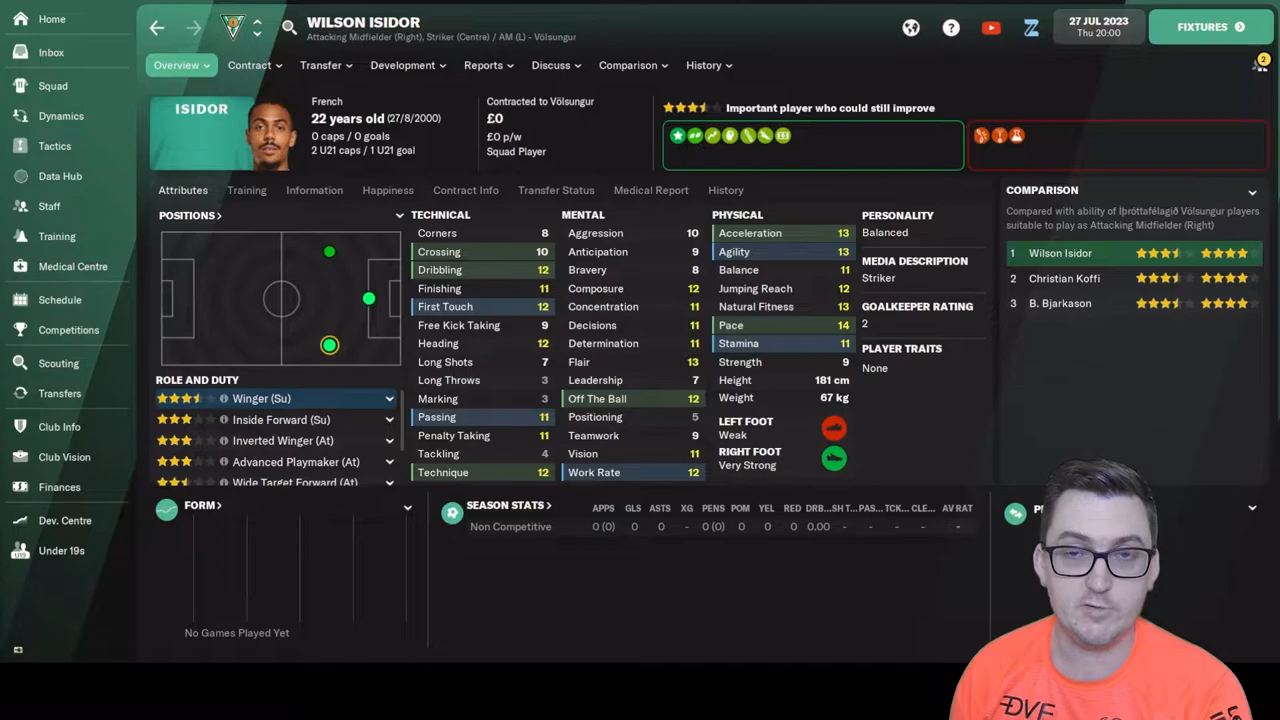 Home
Inbox
Squad
Dynamics
Tactics
Data Hub
Staff
Training
Medical Centre
Schedule
Competitions
Scouting
Transfers
Club Info
Club Vision
Finances
Dev. Centre
Under 19s
WILSON ISIDOR
Attacking Midfielder (Right), Striker (Centre) / AM (L) - Völsungur
27 JUL 2023
Thu 20:00
FIXTURES
2
Overview Contract Transfer Development Reports Discuss Comparison History
ISIDOR
French
22 years old (27/8/2000)
0 caps / 0 goals
2 U21 caps / 1 U21 goal
Contracted to Völsungur
£0
£0 p/w
Squad Player
Important player who could still improve
Attributes Training Information Happiness Contract Info Transfer Status Medical Report History
POSITIONS
ROLE AND DUTY
Winger (Su)
Inside Forward (Su)
Inverted Winger (At)
Advanced Playmaker (At)
Wide Target Forward (At)
TECHNICAL
Corners 8
Crossing 10
Dribbling 12
Finishing 11
First Touch 12
Free Kick Taking 9
Heading 12
Long Shots 7
Long Throws 3
Marking 3
Passing 11
Penalty Taking 11
Tackling 4
Technique 12
MENTAL
Aggression 10
Anticipation 9
Bravery 8
Composure 12
Concentration 11
Decisions 11
Determination 11
Flair 13
Leadership 7
Off The Ball 12
Positioning 5
Teamwork 9
Vision 11
Work Rate 12
PHYSICAL
Acceleration 13
Agility 13
Balance 11
Jumping Reach 12
Natural Fitness 13
Pace 14
Stamina 11
Strength 9
Height 181 cm
Weight 67 kg
LEFT FOOT
Weak
RIGHT FOOT
Very Strong
PERSONALITY
Balanced
MEDIA DESCRIPTION
Striker
GOALKEEPER RATING
2
PLAYER TRAITS
None
COMPARISON
Compared with ability of Íþróttafélagið Völsungur players
suitable to play as Attacking Midfielder (Right)
1 Wilson Isidor
2 Christian Koffi
3 B. Bjarkason
FORM
No Games Played Yet
SEASON STATS
APPS GLS ASTS XG PENS POM YEL RED DRB...SH T... PAS... TCK... CLE... AV RAT
Non Competitive 0 (0) 0 0 - 0 (0) 0 0 0 0.00 - - - - -